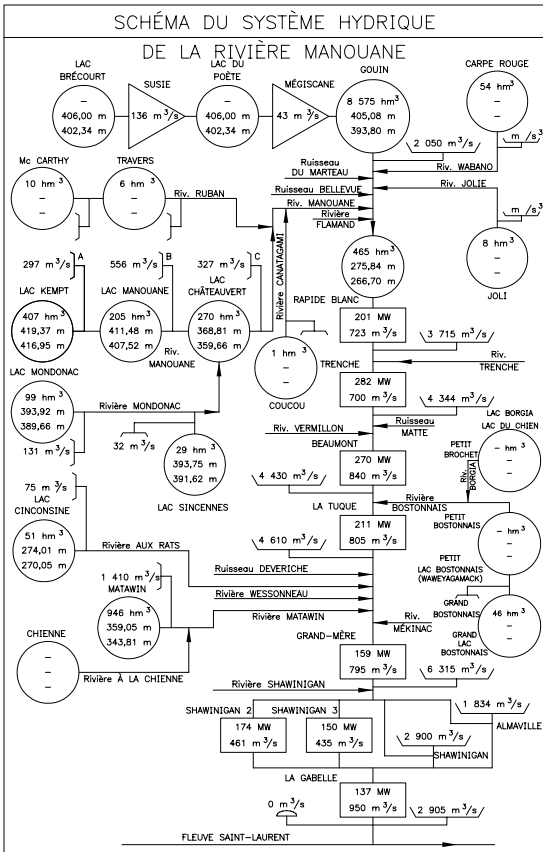 SCHÉMA DU SYSTÈME HYDRIQUE
DE LA RIVIÈRE MANOUANE
LAC
BRÉCOURT
–
406,00 m
402,34 m
SUSIE
136 m³/s
LAC DU
POÈTE
–
406,00 m
402,34 m
MÉGISCANE
43 m³/s
GOUIN
8 575 hm³
405,08 m
393,80 m
CARPE ROUGE
54 hm³
–
–
2 050 m³/s
m /s³
Riv. WABANO
Ruisseau
DU MARTEAU
Mc CARTHY
10 hm³
–
–
TRAVERS
6 hm³
–
–
Riv. RUBAN
Ruisseau BELLEVUE
Riv. JOLIE
Riv. MANOUANE
Rivière
FLAMAND
m /s³
8 hm³
–
–
JOLI
297 m³/s
A
556 m³/s
B
327 m³/s
C
Rivière CANATAGAMI
LAC KEMPT
407 hm³
419,37 m
416,95 m
LAC MANOUANE
205 hm³
411,48 m
407,52 m
Riv.
MANOUANE
LAC
CHÂTEAUVERT
270 hm³
368,81 m
359,66 m
465 hm³
275,84 m
266,70 m
RAPIDE BLANC
201 MW
723 m³/s
3 715 m³/s
1 hm³
–
–
COUCOU
TRENCHE
Riv.
TRENCHE
282 MW
700 m³/s
4 344 m³/s
LAC MONDONAC
99 hm³
393,92 m
389,66 m
131 m³/s
Rivière MONDONAC
32 m³/s
29 hm³
393,75 m
391,62 m
LAC SINCENNES
Riv. VERMILLON
Ruisseau
MATTE
BEAUMONT
270 MW
840 m³/s
4 430 m³/s
LAC BORGIA
LAC DU CHIEN
PETIT
BROCHET
– hm³
–
–
Riv.
BORGIA
75 m³/s
LAC
CINCONSINE
51 hm³
274,01 m
270,05 m
Rivière AUX RATS
LA TUQUE
Rivière
BOSTONNAIS
211 MW
805 m³/s
4 610 m³/s
PETIT
BOSTONNAIS
– hm³
–
–
PETIT
LAC BOSTONNAIS
(WAWEYAGAMACK)
Ruisseau DEVERICHE
Rivière WESSONNEAU
Rivière MATAWIN
1 410 m³/s
MATAWIN
946 hm³
359,05 m
343,81 m
GRAND
BOSTONNAIS
46 hm³
–
–
GRAND
LAC
BOSTONNAIS
Riv.
MÉKINAC
CHIENNE
–
–
–
Rivière À LA CHIENNE
GRAND-MÈRE
159 MW
795 m³/s
6 315 m³/s
Rivière SHAWINIGAN
SHAWINIGAN 2
174 MW
461 m³/s
SHAWINIGAN 3
150 MW
435 m³/s
1 834 m³/s
ALMAVILLE
2 900 m³/s
SHAWINIGAN
LA GABELLE
137 MW
950 m³/s
0 m³/s
2 905 m³/s
FLEUVE SAINT-LAURENT